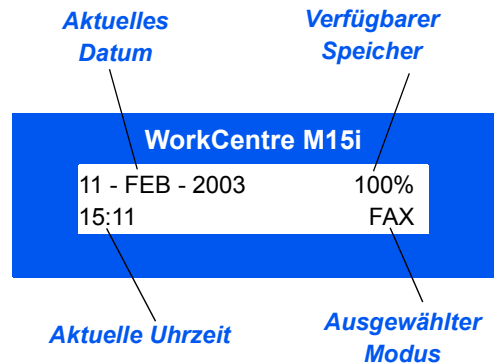 Aktuelles
Datum
Verfügbarer
Speicher
WorkCentre M15i
11 - FEB - 2003 100%
15:11 FAX
Aktuelle Uhrzeit
Ausgewählter
Modus